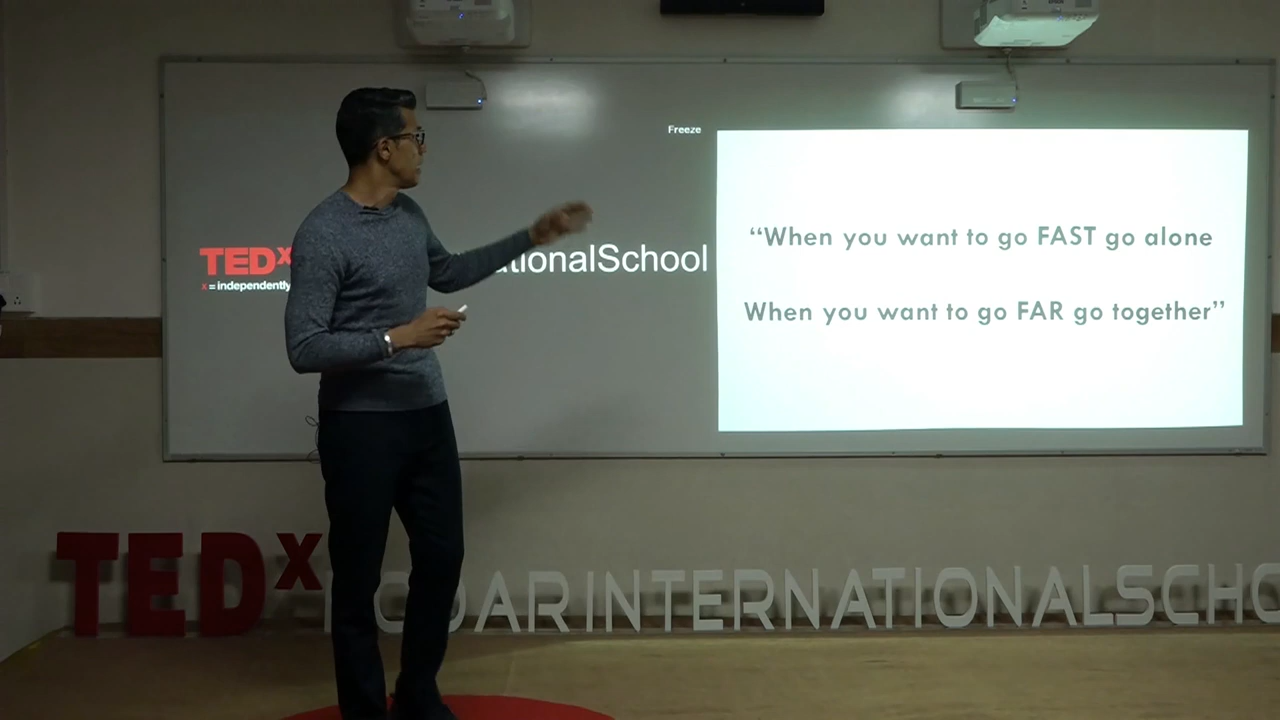 Freeze
TEDx
ationalSchool
x = independently
“When you want to go FAST go alone
When you want to go FAR go together”
TEDx
ODARINTERNATIONALSCHO